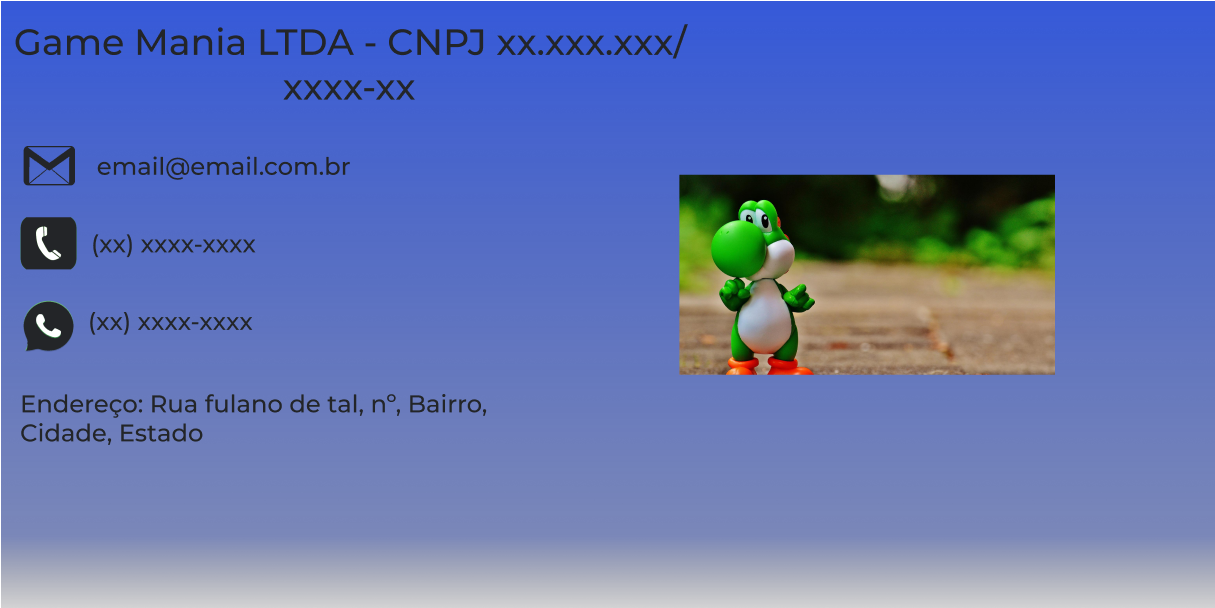 Game Mania LTDA - CNPJ xx.xxx.xxx/
xxxx-xx
email@email.com.br
(xx) xxxx-xxxx
(xx) xxxx-xxxx
Endereço: Rua fulano de tal, nº, Bairro,
Cidade, Estado